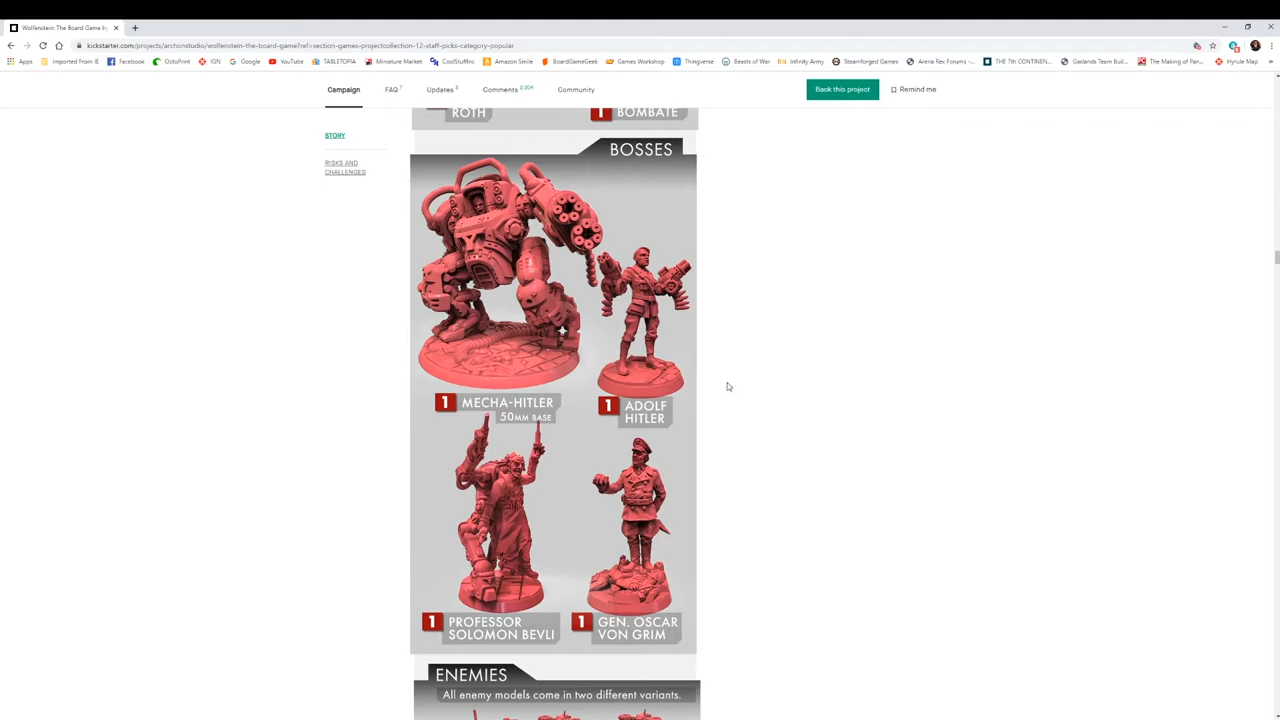 Wolfenstein: The Board Game by
kickstarter.com/projects/archonstudio/wolfenstein-the-board-game?ref=section-games-projectcollection-12-staff-picks-category-popular
Apps Imported From IE Facebook OctoPrint IGN Google YouTube TABLETOPIA Miniature Market CoolStuffInc Amazon Smile BoardGameGeek Games Workshop Thingiverse Beasts of War Infinity Army Steamforged Games Arena Rex Forums - ... THE 7th CONTINEN... Gaslands Team Buil... The Making of Pan... Hyrule Map
Campaign FAQ 7 Updates 8 Comments 2,204 Community Back this project Remind me
1 ROTH 1 BOMBATE
STORY
RISKS AND
CHALLENGES
BOSSES
1 MECHA-HITLER
50MM BASE
1 ADOLF
HITLER
1 PROFESSOR
SOLOMON BEVLI
1 GEN. OSCAR
VON GRIM
ENEMIES
All enemy models come in two different variants.